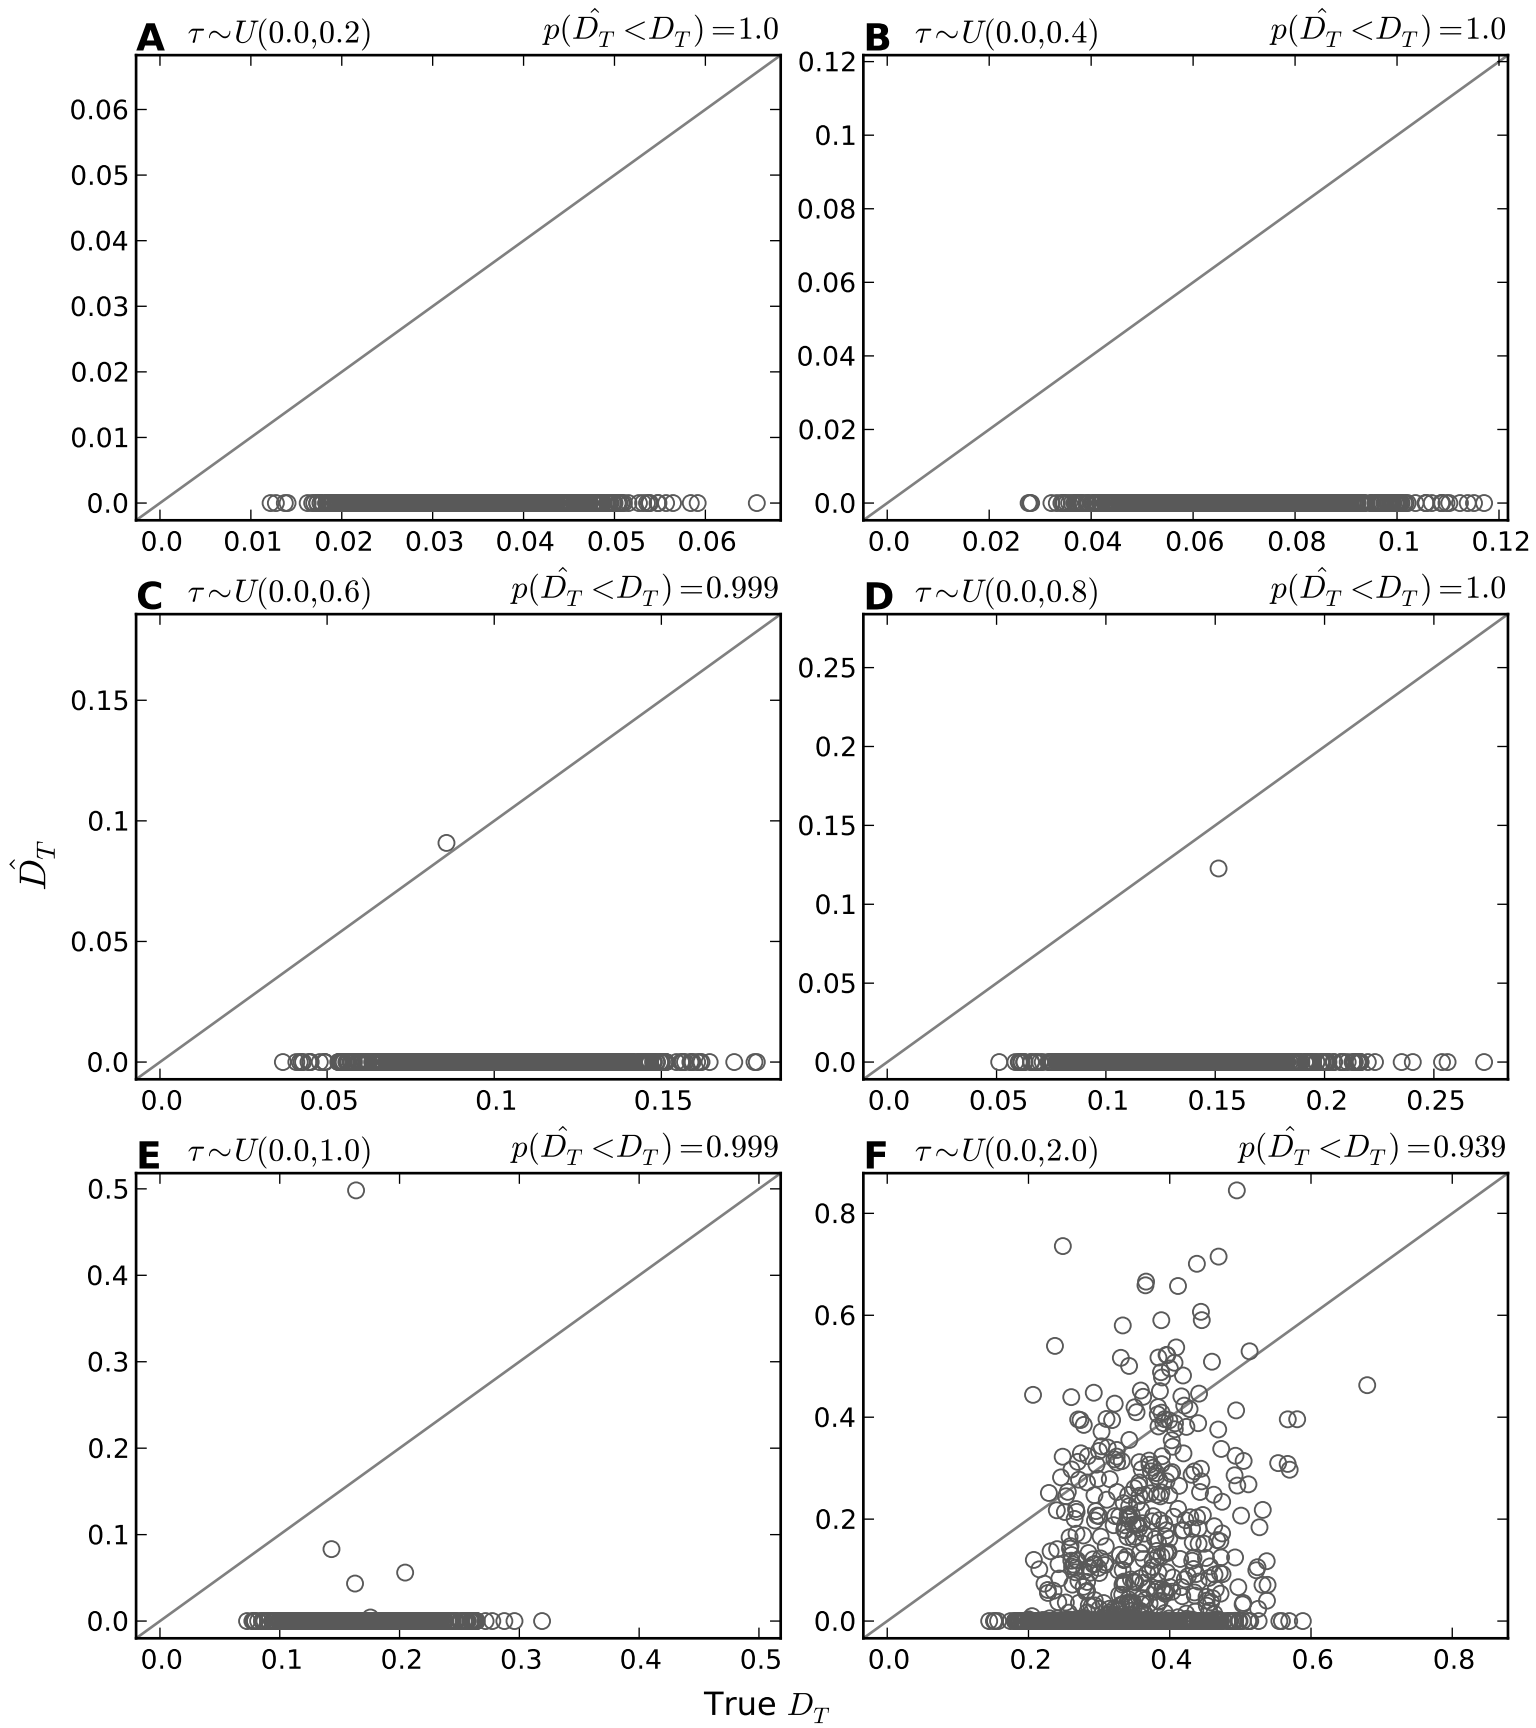 A τ∼U(0.0,0.2) p(D̂_T<D_T)=1.0
0.06
0.05
0.04
0.03
0.02
0.01
0.0
0.0 0.01 0.02 0.03 0.04 0.05 0.06
B τ∼U(0.0,0.4) p(D̂_T<D_T)=1.0
0.12
0.1
0.08
0.06
0.04
0.02
0.0
0.0 0.02 0.04 0.06 0.08 0.1 0.12
C τ∼U(0.0,0.6) p(D̂_T<D_T)=0.999
0.15
0.1
0.05
0.0
0.0 0.05 0.1 0.15
D τ∼U(0.0,0.8) p(D̂_T<D_T)=1.0
0.25
0.2
0.15
0.1
0.05
0.0
0.0 0.05 0.1 0.15 0.2 0.25
D̂_T
E τ∼U(0.0,1.0) p(D̂_T<D_T)=0.999
0.5
0.4
0.3
0.2
0.1
0.0
0.0 0.1 0.2 0.3 0.4 0.5
F τ∼U(0.0,2.0) p(D̂_T<D_T)=0.939
0.8
0.6
0.4
0.2
0.0
0.0 0.2 0.4 0.6 0.8
True D_T